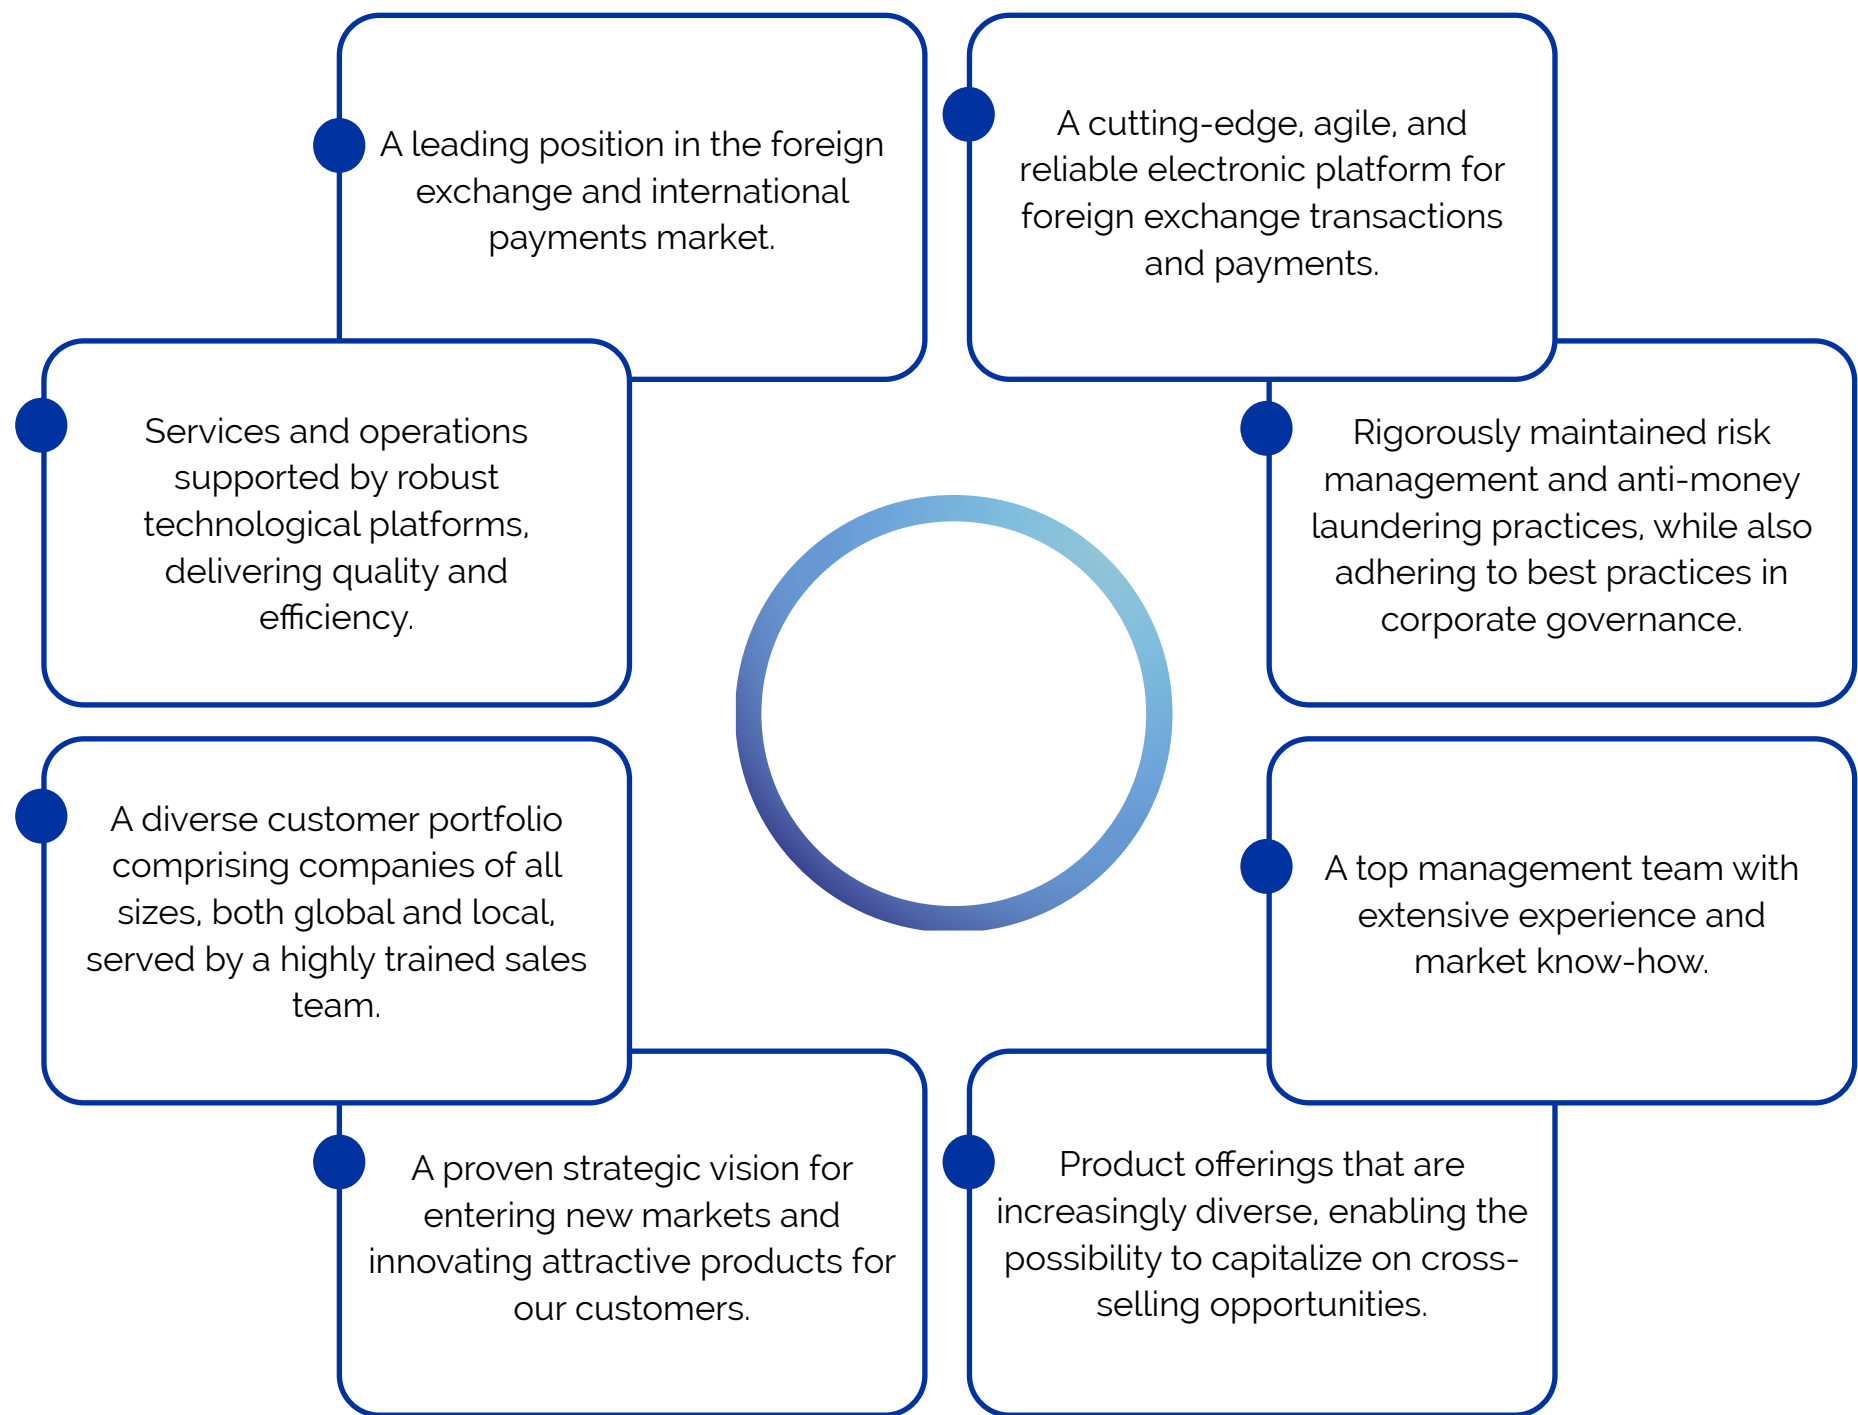 A leading position in the foreign
exchange and international
payments market.
A cutting-edge, agile, and
reliable electronic platform for
foreign exchange transactions
and payments.
Services and operations
supported by robust
technological platforms,
delivering quality and
efficiency.
Rigorously maintained risk
management and anti-money
laundering practices, while also
adhering to best practices in
corporate governance.
A diverse customer portfolio
comprising companies of all
sizes, both global and local,
served by a highly trained sales
team.
A top management team with
extensive experience and
market know-how.
A proven strategic vision for
entering new markets and
innovating attractive products for
our customers.
Product offerings that are
increasingly diverse, enabling the
possibility to capitalize on cross-
selling opportunities.